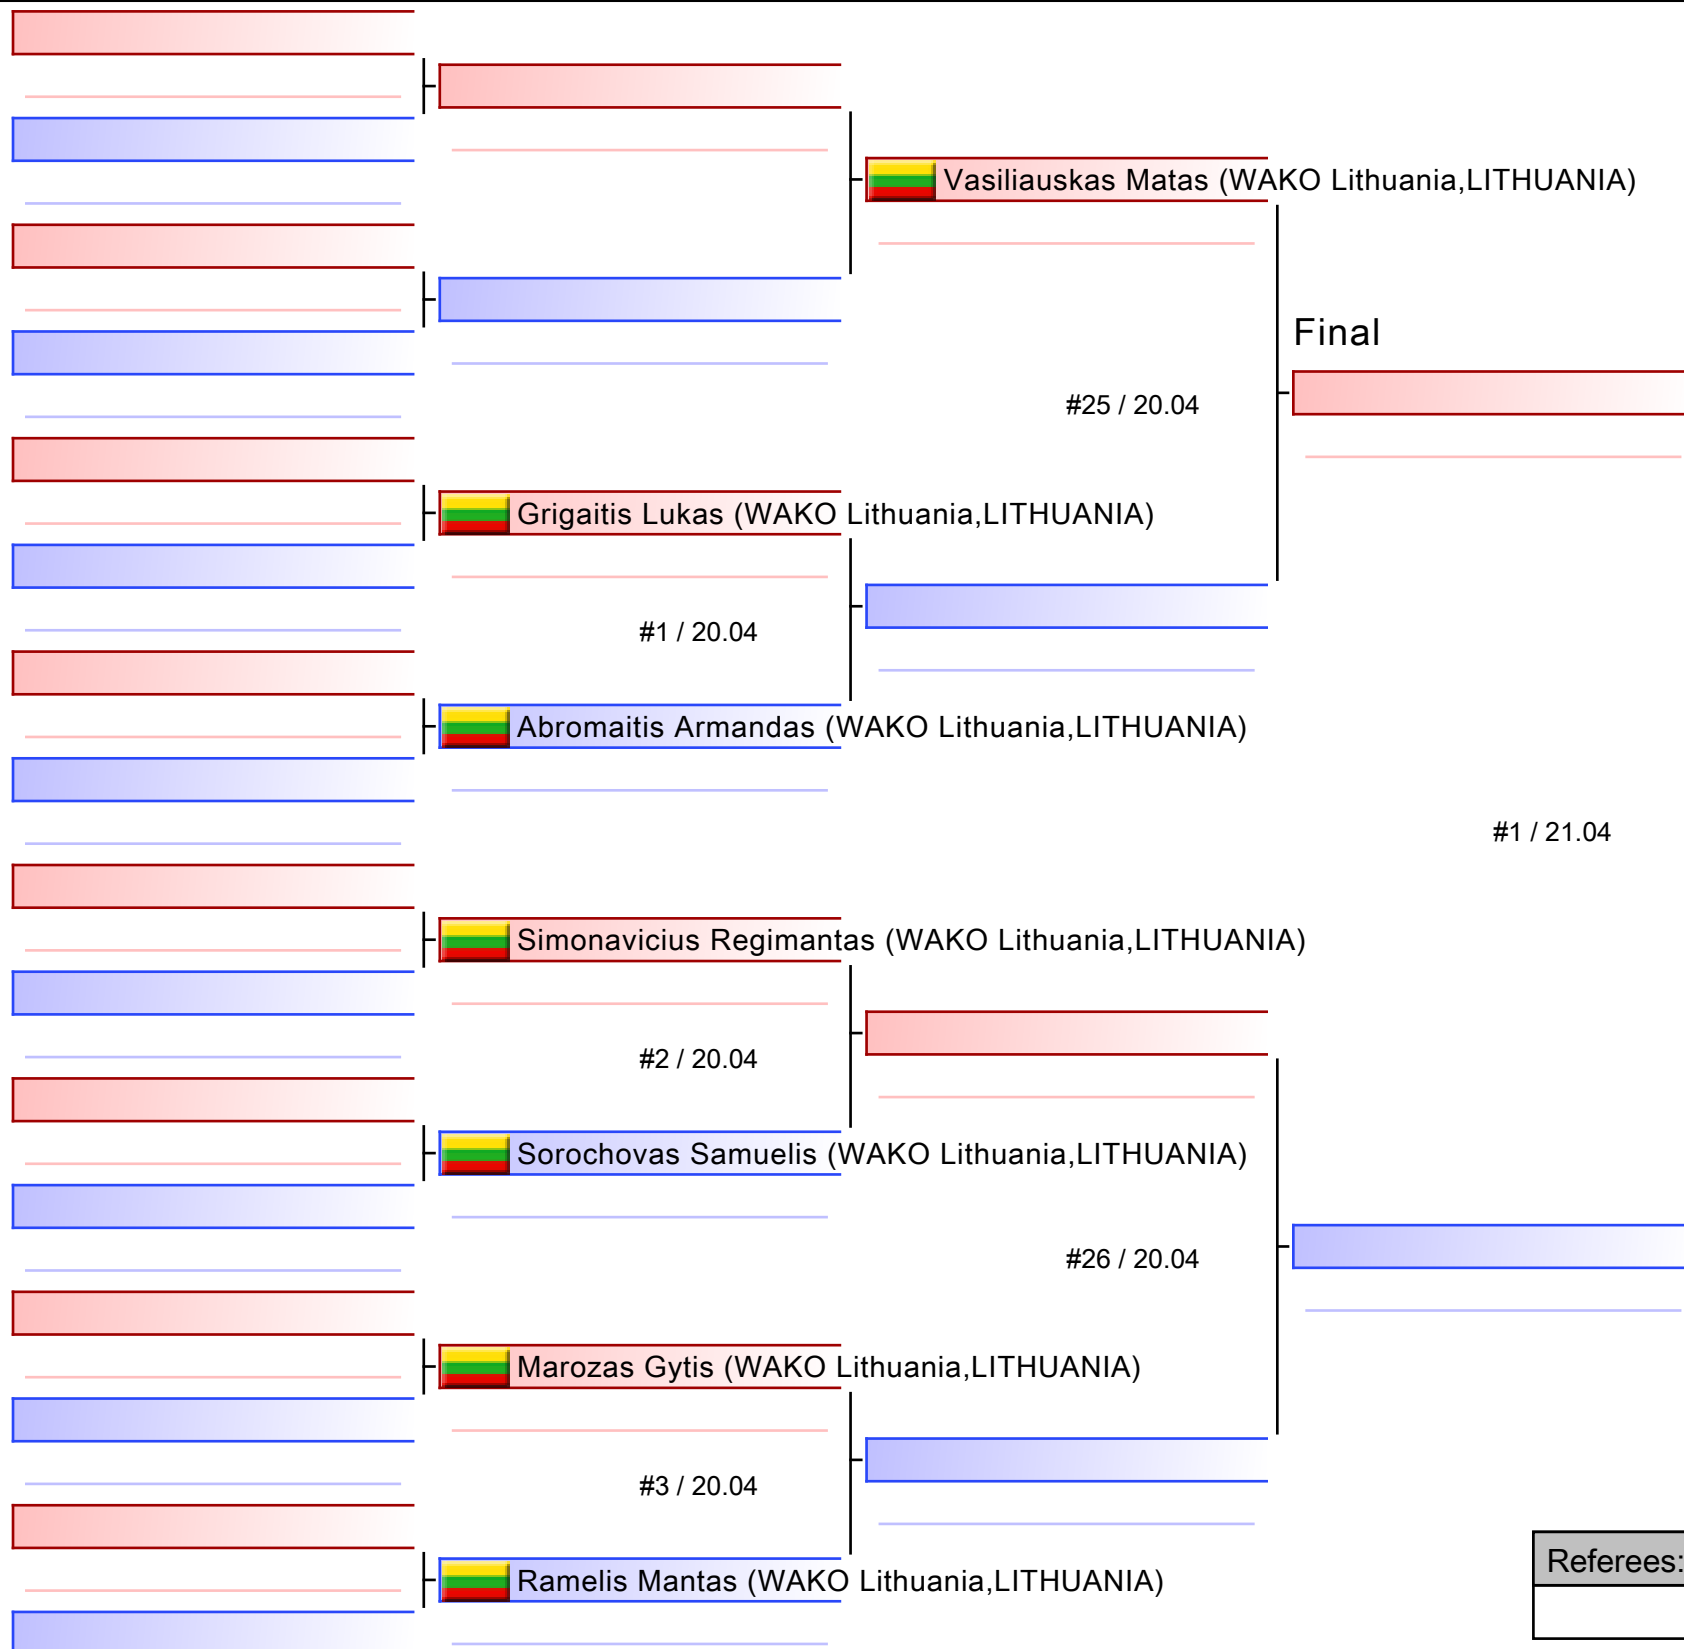 Vasiliauskas Matas (WAKO Lithuania,LITHUANIA)
Final
#25 / 20.04
Grigaitis Lukas (WAKO Lithuania,LITHUANIA)
#1 / 20.04
Abromaitis Armandas (WAKO Lithuania,LITHUANIA)
#1 / 21.04
Simonavicius Regimantas (WAKO Lithuania,LITHUANIA)
#2 / 20.04
Sorochovas Samuelis (WAKO Lithuania,LITHUANIA)
#26 / 20.04
Marozas Gytis (WAKO Lithuania,LITHUANIA)
#3 / 20.04
Referees:
Ramelis Mantas (WAKO Lithuania,LITHUANIA)